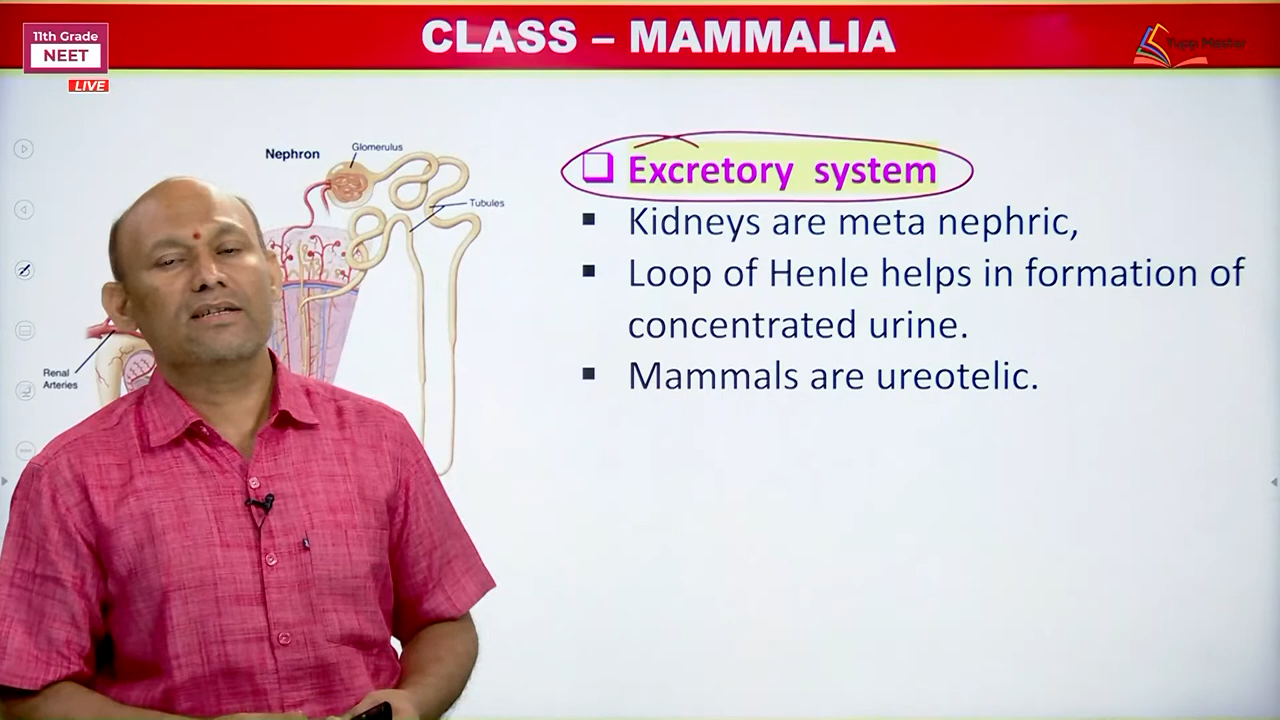 CLASS – MAMMALIA
11th Grade
NEET
LIVE
Nephron
Glomerulus
Tubules
Renal
Arteries
❑ Excretory system
▪ Kidneys are meta nephric,
▪ Loop of Henle helps in formation of
concentrated urine.
▪ Mammals are ureotelic.